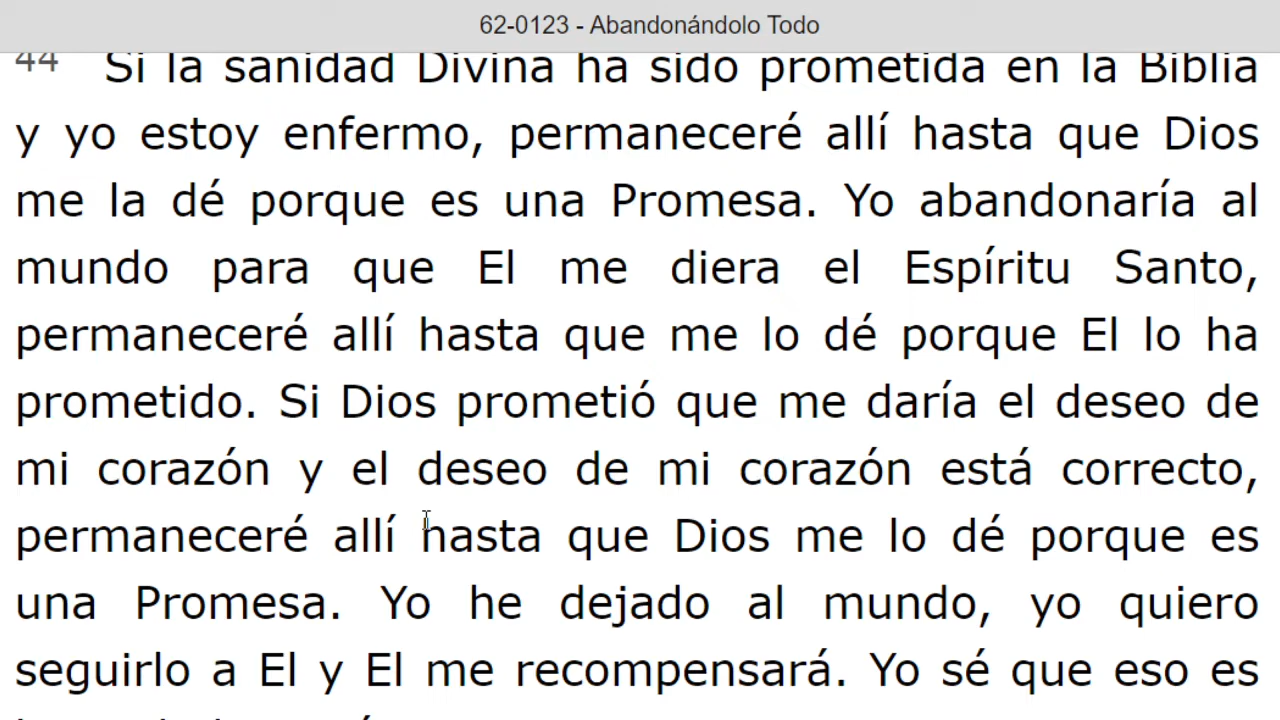 62-0123 - Abandonándolo Todo
44 Si la sanidad Divina ha sido prometida en la Biblia
y yo estoy enfermo, permaneceré allí hasta que Dios
me la dé porque es una Promesa. Yo abandonaría al
mundo para que El me diera el Espíritu Santo,
permaneceré allí hasta que me lo dé porque El lo ha
prometido. Si Dios prometió que me daría el deseo de
mi corazón y el deseo de mi corazón está correcto,
permaneceré allí hasta que Dios me lo dé porque es
una Promesa. Yo he dejado al mundo, yo quiero
seguirlo a El y El me recompensará. Yo sé que eso es